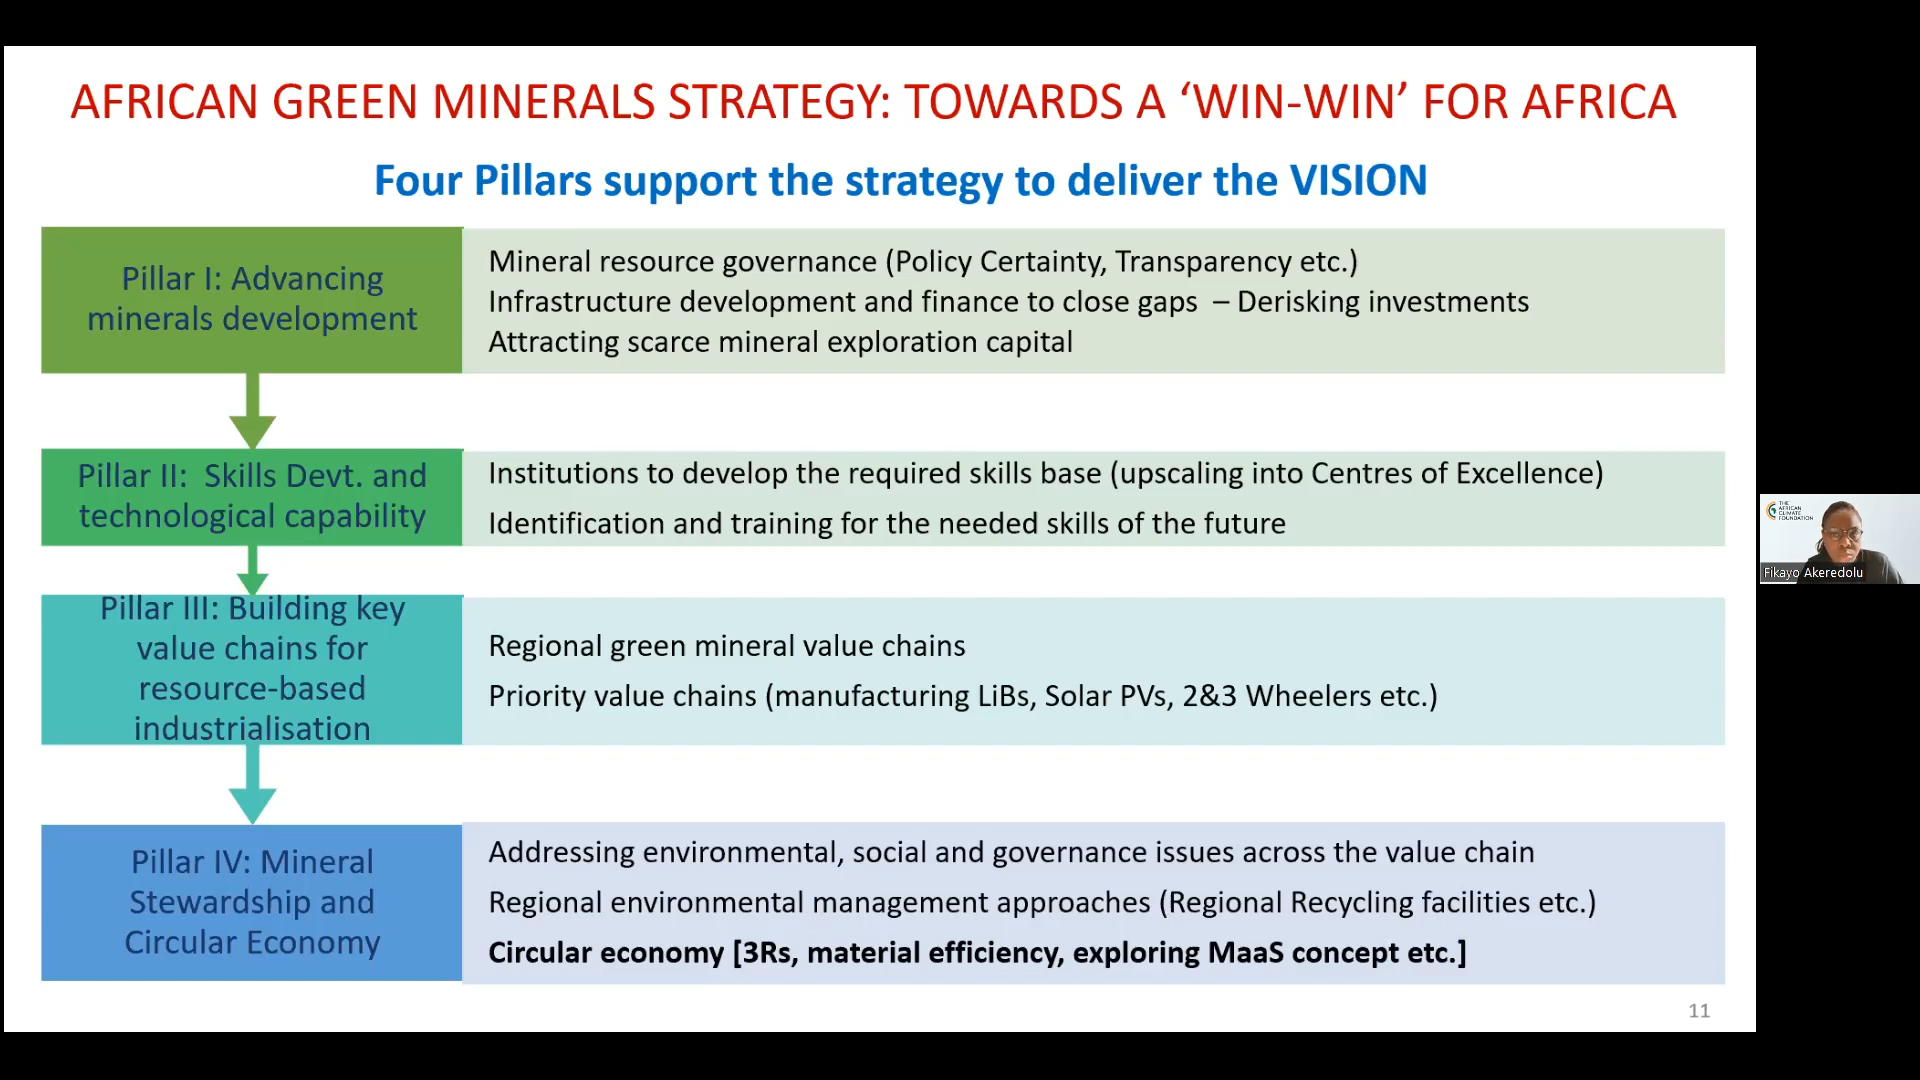 AFRICAN GREEN MINERALS STRATEGY: TOWARDS A ‘WIN-WIN’ FOR AFRICA
Four Pillars support the strategy to deliver the VISION
Pillar I: Advancing
minerals development
Mineral resource governance (Policy Certainty, Transparency etc.)
Infrastructure development and finance to close gaps – Derisking investments
Attracting scarce mineral exploration capital
Pillar II: Skills Devt. and
technological capability
Institutions to develop the required skills base (upscaling into Centres of Excellence)
Identification and training for the needed skills of the future
Pillar III: Building key
value chains for
resource-based
industrialisation
Regional green mineral value chains
Priority value chains (manufacturing LiBs, Solar PVs, 2&3 Wheelers etc.)
Pillar IV: Mineral
Stewardship and
Circular Economy
Addressing environmental, social and governance issues across the value chain
Regional environmental management approaches (Regional Recycling facilities etc.)
Circular economy [3Rs, material efficiency, exploring MaaS concept etc.]
11
THE
AFRICAN
CLIMATE
FOUNDATION
Fikayo Akeredolu